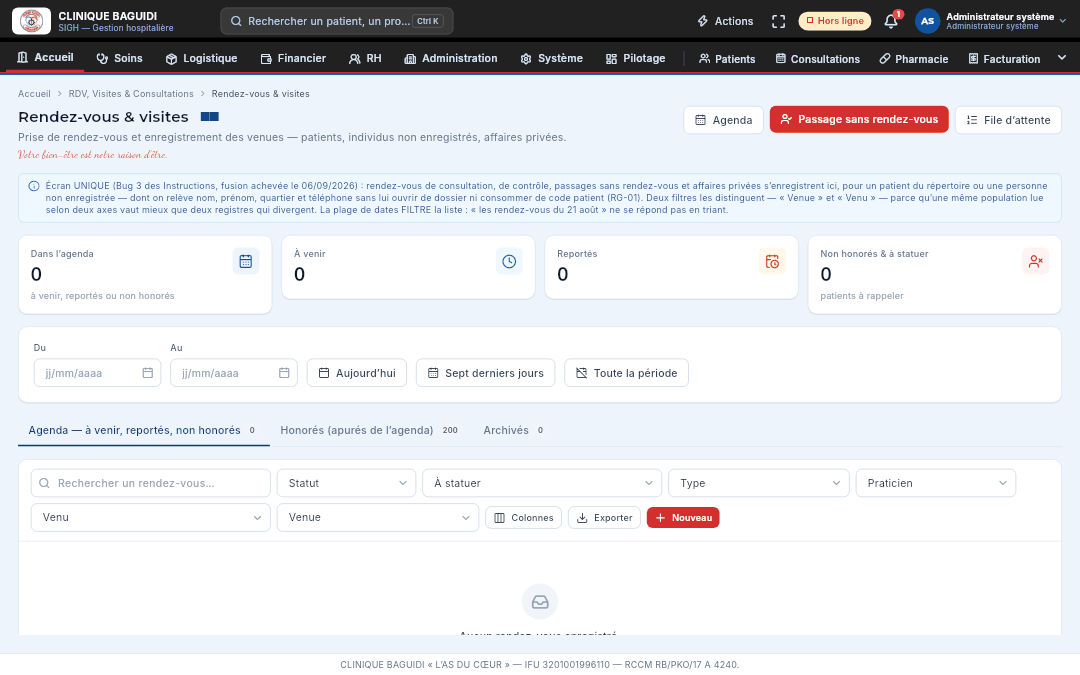 CLINIQUE BAGUIDI
SIGH — Gestion hospitalière
Rechercher un patient, un pro... Ctrl K
Actions
Hors ligne
1
AS
Administrateur système
Administrateur système
Accueil
Soins
Logistique
Financier
RH
Administration
Système
Pilotage
Patients
Consultations
Pharmacie
Facturation
Accueil > RDV, Visites & Consultations > Rendez-vous & visites
Rendez-vous & visites
Prise de rendez-vous et enregistrement des venues — patients, individus non enregistrés, affaires privées.
Votre bien-être est notre raison d'être.
Agenda
Passage sans rendez-vous
File d'attente
Écran UNIQUE (Bug 3 des Instructions, fusion achevée le 06/09/2026) : rendez-vous de consultation, de contrôle, passages sans rendez-vous et affaires privées s'enregistrent ici, pour un patient du répertoire ou une personne
non enregistrée — dont on relève nom, prénom, quartier et téléphone sans lui ouvrir de dossier ni consommer de code patient (RG-01). Deux filtres les distinguent — « Venue » et « Venu » — parce qu'une même population lue
selon deux axes vaut mieux que deux registres qui divergent. La plage de dates FILTRE la liste : « les rendez-vous du 21 août » ne se répond pas en triant.
Dans l'agenda
0
à venir, reportés ou non honorés
À venir
0
Reportés
0
Non honorés & à statuer
0
patients à rappeler
Du
jj/mm/aaaa
Au
jj/mm/aaaa
Aujourd'hui
Sept derniers jours
Toute la période
Agenda — à venir, reportés, non honorés 0
Honorés (apurés de l'agenda) 200
Archivés 0
Rechercher un rendez-vous...
Statut
À statuer
Type
Praticien
Venu
Venue
Colonnes
Exporter
Nouveau
Aucun rendez-vous enregistré
CLINIQUE BAGUIDI « L'AS DU CŒUR » — IFU 3201001996110 — RCCM RB/PKO/17 A 4240.